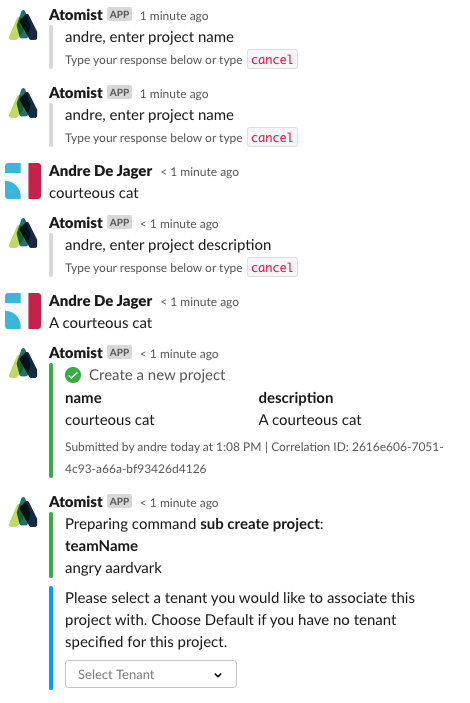 Atomist APP 1 minute ago
andre, enter project name
Type your response below or type cancel
Atomist APP 1 minute ago
andre, enter project name
Type your response below or type cancel
Andre De Jager < 1 minute ago
courteous cat
Atomist APP < 1 minute ago
andre, enter project description
Type your response below or type cancel
Andre De Jager < 1 minute ago
A courteous cat
Atomist APP < 1 minute ago
Create a new project
name description
courteous cat A courteous cat
Submitted by andre today at 1:08 PM | Correlation ID: 2616e606-7051-
4c93-a66a-bf93426d4126
Atomist APP < 1 minute ago
Preparing command sub create project:
teamName
angry aardvark
Please select a tenant you would like to associate this
project with. Choose Default if you have no tenant
specified for this project.
Select Tenant